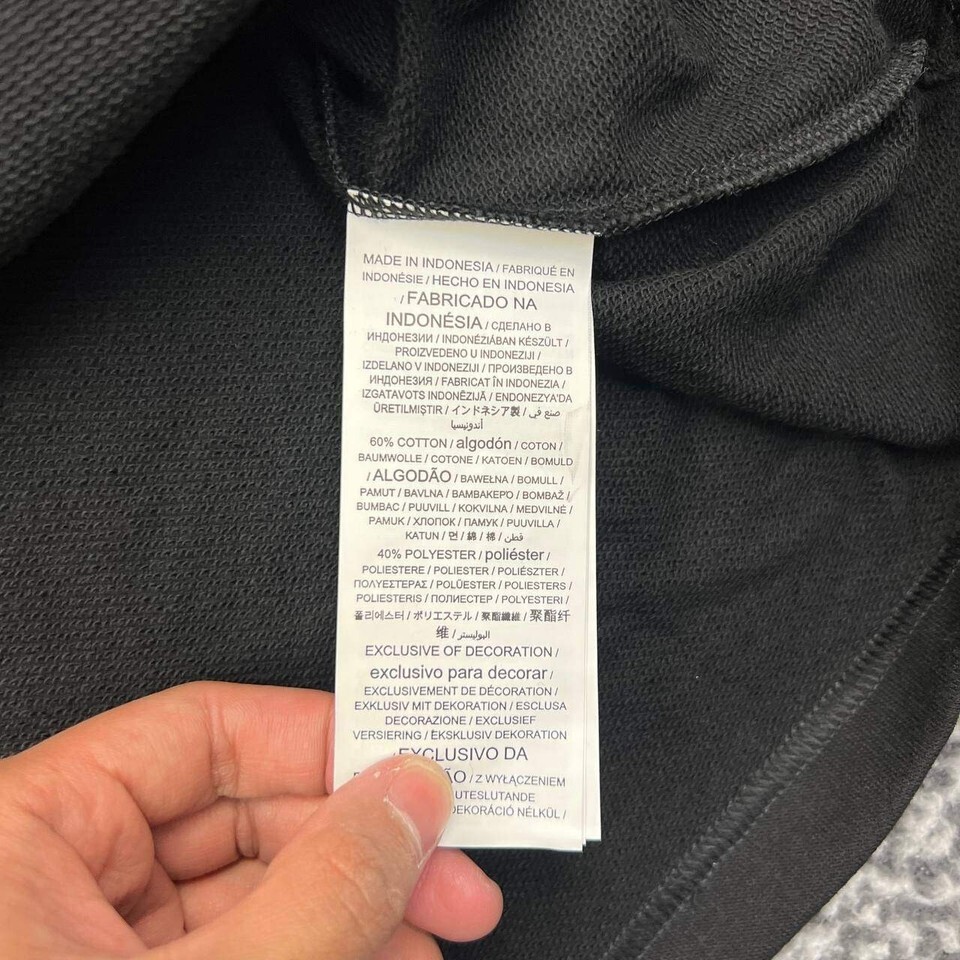 MADE IN INDONESIA / FABRIQUÉ EN
INDONÉSIE / HECHO EN INDONESIA
/ FABRICADO NA
INDONÉSIA / СДЕЛАНО В
ИНДОНЕЗИИ / INDONÉZIÁBAN KÉSZÜLT /
PROIZVEDENO U INDONEZIJI /
IZDELANO V INDONEZIJI / ПРОИЗВЕДЕНО В
ИНДОНЕЗИЯ / FABRICAT ÎN INDONEZIA /
IZGATAVOTS INDONĒZIJĀ / ENDONEZYA'DA
ÜRETILMIŞTIR / インドネシア製 / صنع في
أندونيسيا
60% COTTON / algodón / COTON /
BAUMWOLLE / COTONE / KATOEN / BOMULD
/ ALGODÃO / BAWEŁNA / BOMULL /
PAMUT / BAVLNA / ΒΑΜΒΑΚΕΡΌ / BOMBAŽ /
BUMBAC / PUUVILL / KOKVILNA / MEDVILNĖ /
PAMUK / ХЛОПОК / ПАМУК / PUUVILLA /
KATUN / 면 / 綿 / 棉 / قطن
40% POLYESTER / poliéster /
POLIESTERE / POLIESTER / POLIÉSZTER /
ΠΟΛΥΕΣΤΕΡΑΣ / POLÜESTER / POLIESTERS /
POLIESTERIS / ПОЛИЕСТЕР / POLYESTERI /
폴리에스터 / ポリエステル / 聚酯纖維 / 聚酯纤
维 / البوليستر
EXCLUSIVE OF DECORATION /
exclusivo para decorar /
EXCLUSIVEMENT DE DÉCORATION /
EXKLUSIV MIT DEKORATION / ESCLUSA
DECORAZIONE / EXCLUSIEF
VERSIERING / EKSKLUSIV DEKORATION
/ EXCLUSIVO DA
/ Z WYŁĄCZENIEM
UTESLUTANDE
DEKORÁCIÓ NÉLKÜL /